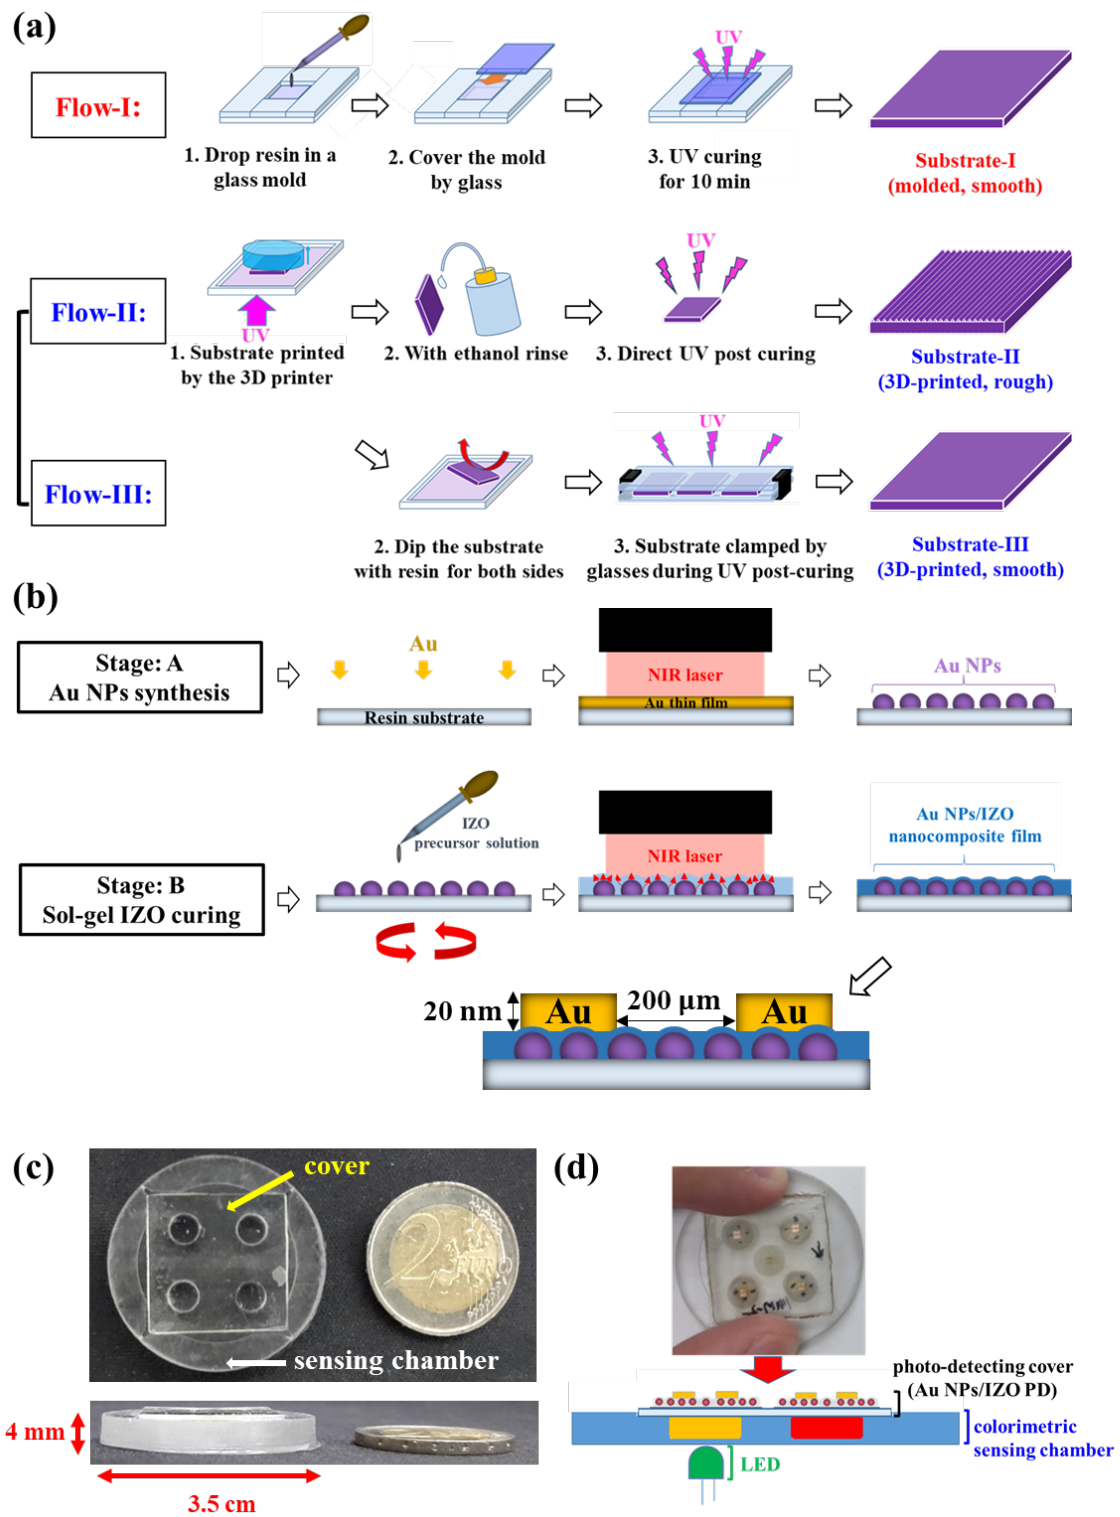 (a)
Flow-I:
1. Drop resin in a
glass mold
2. Cover the mold
by glass
UV
3. UV curing
for 10 min
Substrate-I
(molded, smooth)
Flow-II:
UV
1. Substrate printed
by the 3D printer
2. With ethanol rinse
UV
3. Direct UV post curing
Substrate-II
(3D-printed, rough)
Flow-III:
2. Dip the substrate
with resin for both sides
UV
3. Substrate clamped by
glasses during UV post-curing
Substrate-III
(3D-printed, smooth)
(b)
Stage: A
Au NPs synthesis
Au
Resin substrate
NIR laser
Au thin film
Au NPs
Stage: B
Sol-gel IZO curing
IZO
precursor solution
NIR laser
Au NPs/IZO
nanocomposite film
20 nm
Au
200 μm
Au
(c)
cover
sensing chamber
2 EURO
4 mm
3.5 cm
(d)
photo-detecting cover
(Au NPs/IZO PD)
colorimetric
sensing chamber
LED